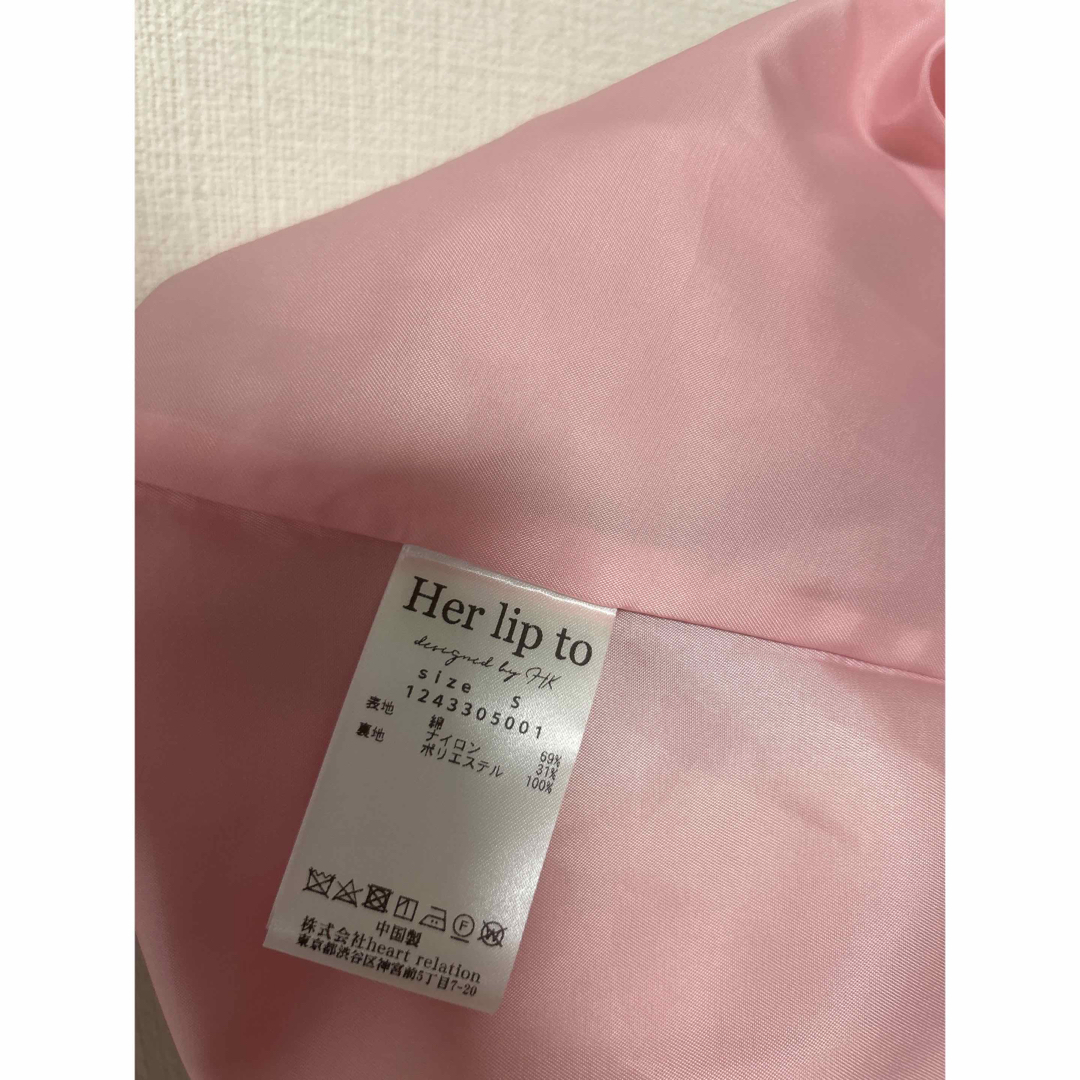 Her lip to
designed by HK
size S
1243305001
表地 綿 69%
ナイロン 31%
裏地 ポリエステル 100%
F W
中国製
株式会社heart relation
東京都渋谷区神宮前5丁目7-20